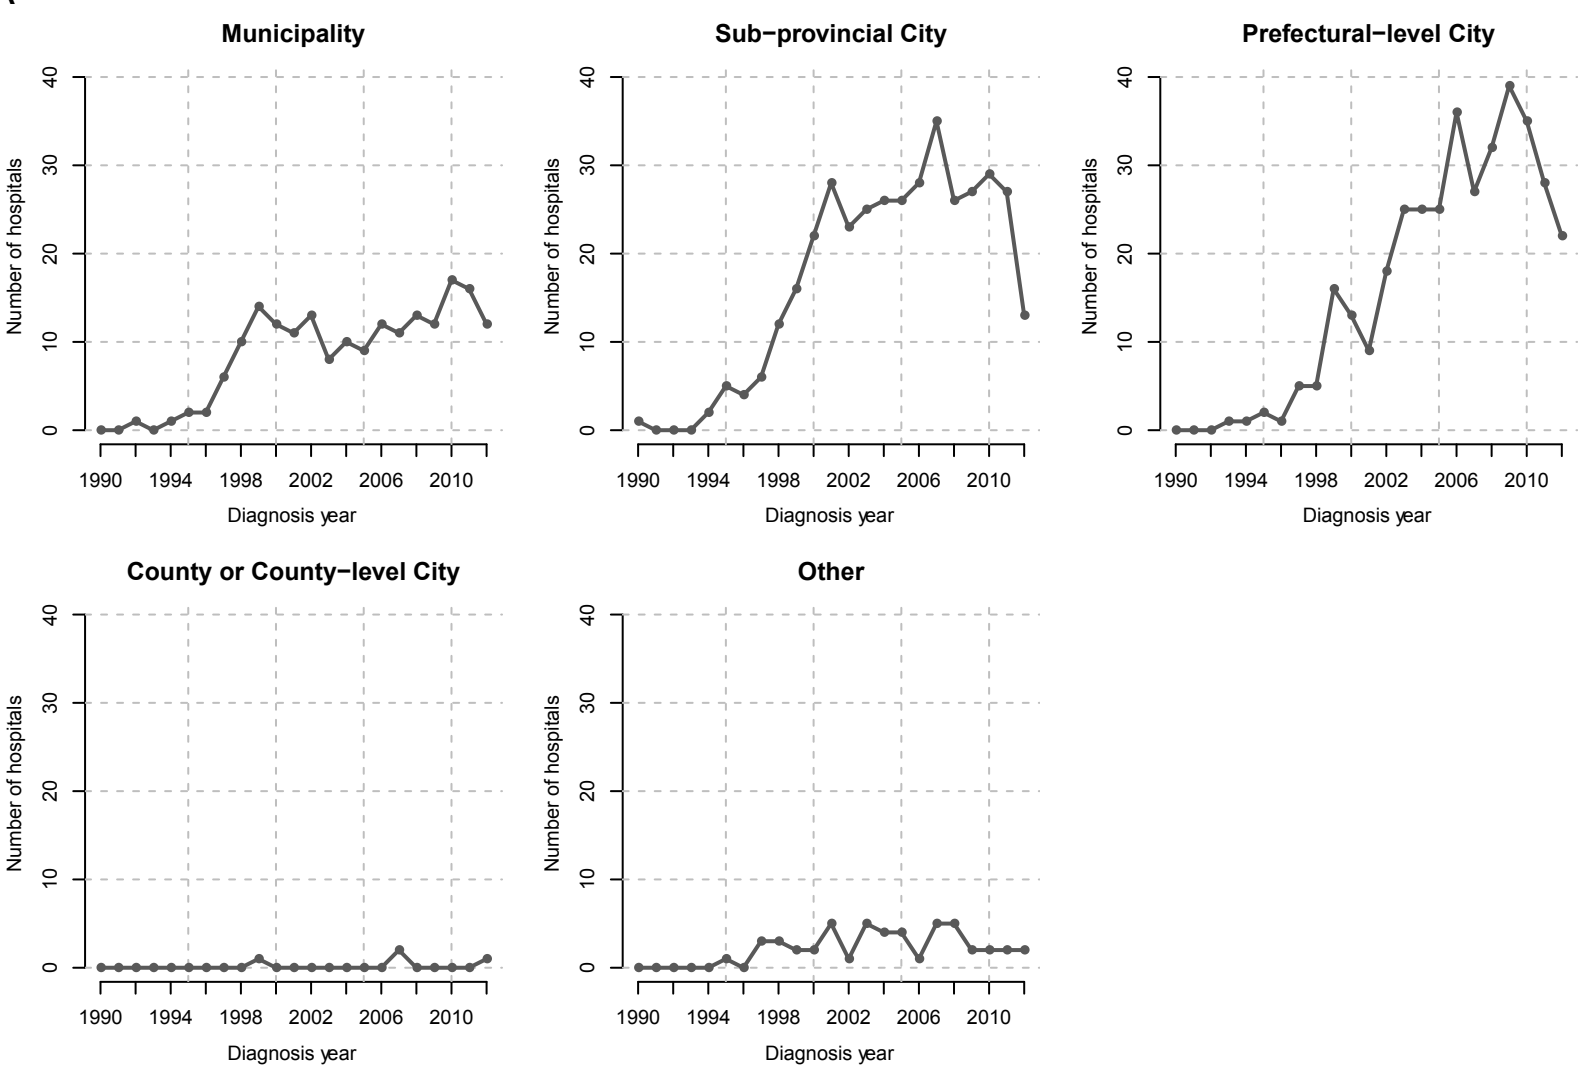 Municipality
Sub−provincial City
Prefectural−level City
40
30
20
10
0
Number of hospitals
1990 1994 1998 2002 2006 2010
Diagnosis year
40
30
20
10
0
Number of hospitals
1990 1994 1998 2002 2006 2010
Diagnosis year
40
30
20
10
0
Number of hospitals
1990 1994 1998 2002 2006 2010
Diagnosis year
County or County−level City
Other
40
30
20
10
0
Number of hospitals
1990 1994 1998 2002 2006 2010
Diagnosis year
40
30
20
10
0
Number of hospitals
1990 1994 1998 2002 2006 2010
Diagnosis year